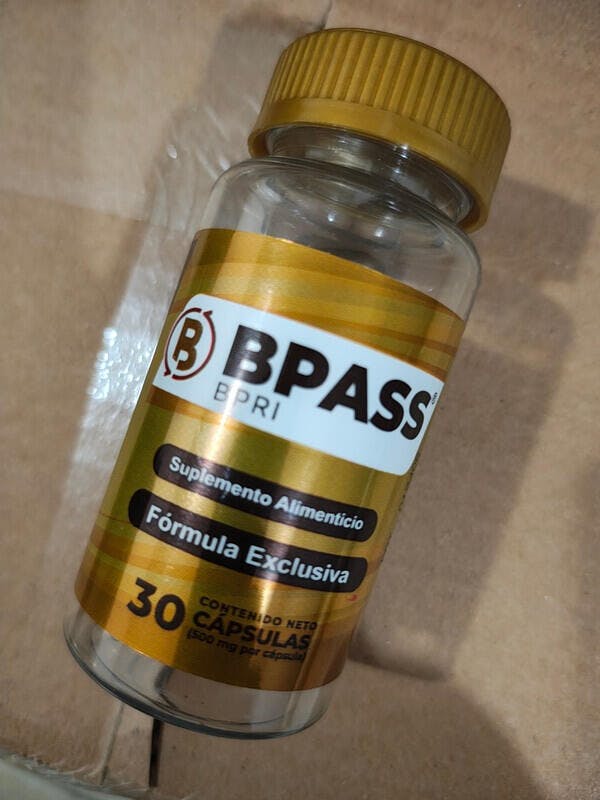 B BPASS
BPRI
Suplemento Alimenticio
Fórmula Exclusiva
30 CONTENIDO NETO
CÁPSULAS
(500 mg por cápsula)